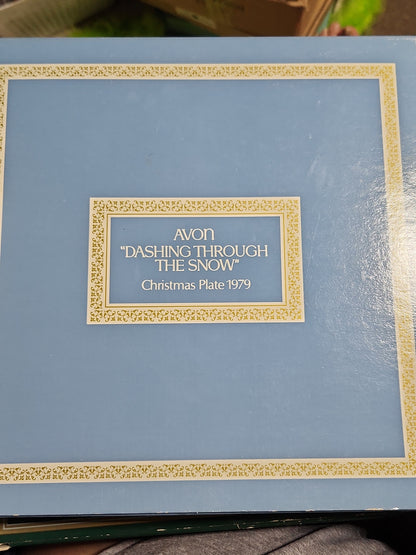 AVON
"DASHING THROUGH
THE SNOW"
Christmas Plate 1979